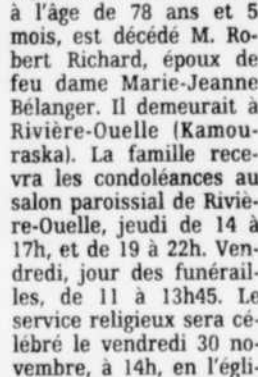 à l'âge de 78 ans et 5
mois, est décédé M. Ro-
bert Richard, époux de
feu dame Marie-Jeanne
Bélanger. Il demeurait à
Rivière-Ouelle (Kamou-
raska). La famille rece-
vra les condoléances au
salon paroissial de Riviè-
re-Ouelle, jeudi de 14 à
17h, et de 19 à 22h. Ven-
dredi, jour des funérail-
les, de 11 à 13h45. Le
service religieux sera cé-
lébré le vendredi 30 no-
vembre, à 14h, en l'égli-